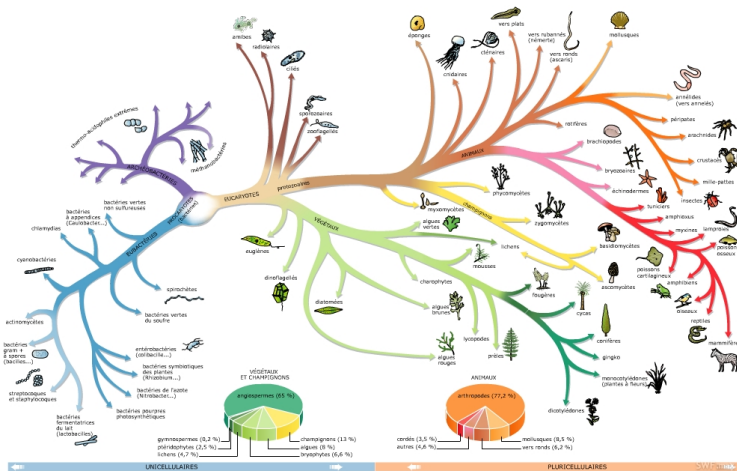 amibes
radiolaires
ciliés
sporozoaires
zooflagellés
éponges
cnidaires
cténaires
vers plats
vers rubannés
(némerte)
vers ronds
(ascaris)
mollusques
rotifères
annélides
(vers annelés)
péripates
arachnides
crustacés
mille-pattes
insectes
brachiopodes
bryozoaires
échinodermes
tuniciers
amphioxus
myxines
lamproies
poissons
osseux
poissons
cartilagineux
amphibiens
oiseaux
reptiles
mammifères
thermo-acidophiles extrêmes
méthanobactéries
ARCHÉOBACTÉRIES
PROCARYOTES
(bactéries)
EUBACTÉRIES
EUCARYOTES
protozoaires
ANIMAUX
champignons
VÉGÉTAUX
phycomycètes
myxomycètes
zygomycètes
basidiomycètes
ascomycètes
lichens
algues
vertes
mousses
fougères
cycas
conifères
gingko
monocotylédones
(plantes à fleurs)
dicotylédones
charophytes
algues
brunes
lycopodes
prêles
algues
rouges
euglènes
dinoflagellés
diatomées
bactéries vertes
non sulfureuses
bactéries
à appendices
(Caulobacter...)
chlamydies
cyanobactéries
actinomycètes
bactéries
gram +
à spores
(bacilles...)
streptocoques
et staphylocoques
bactéries
fermentatrices
du lait
(lactobacilles)
spirochètes
bactéries vertes
du soufre
entérobactéries
(colibacille...)
bactéries symbiotiques
des plantes
(Rhizobium...)
bactéries de l'azote
(Nitrobacter...)
bactéries pourpres
photosynthétiques
VÉGÉTAUX
ET CHAMPIGNONS
angiospermes (65 %)
gymnospermes (0,2 %)
ptéridophytes (2,5 %)
lichens (4,7 %)
champignons (13 %)
algues (8 %)
bryophytes (6,6 %)
ANIMAUX
arthropodes (77,2 %)
cordés (3,5 %)
autres (4,6 %)
mollusques (8,5 %)
vers ronds (6,2 %)
UNICELLULAIRES
PLURICELLULAIRES